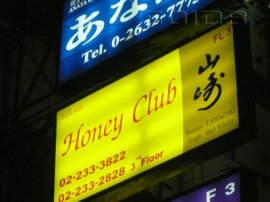 あな
Tel. 0-2632-777
FL 3
Honey Club
山崎
Suntory YAMAZAKI
Single Malt Whisky
02-233-3822
02-233-2828 3rd Floor
F 3